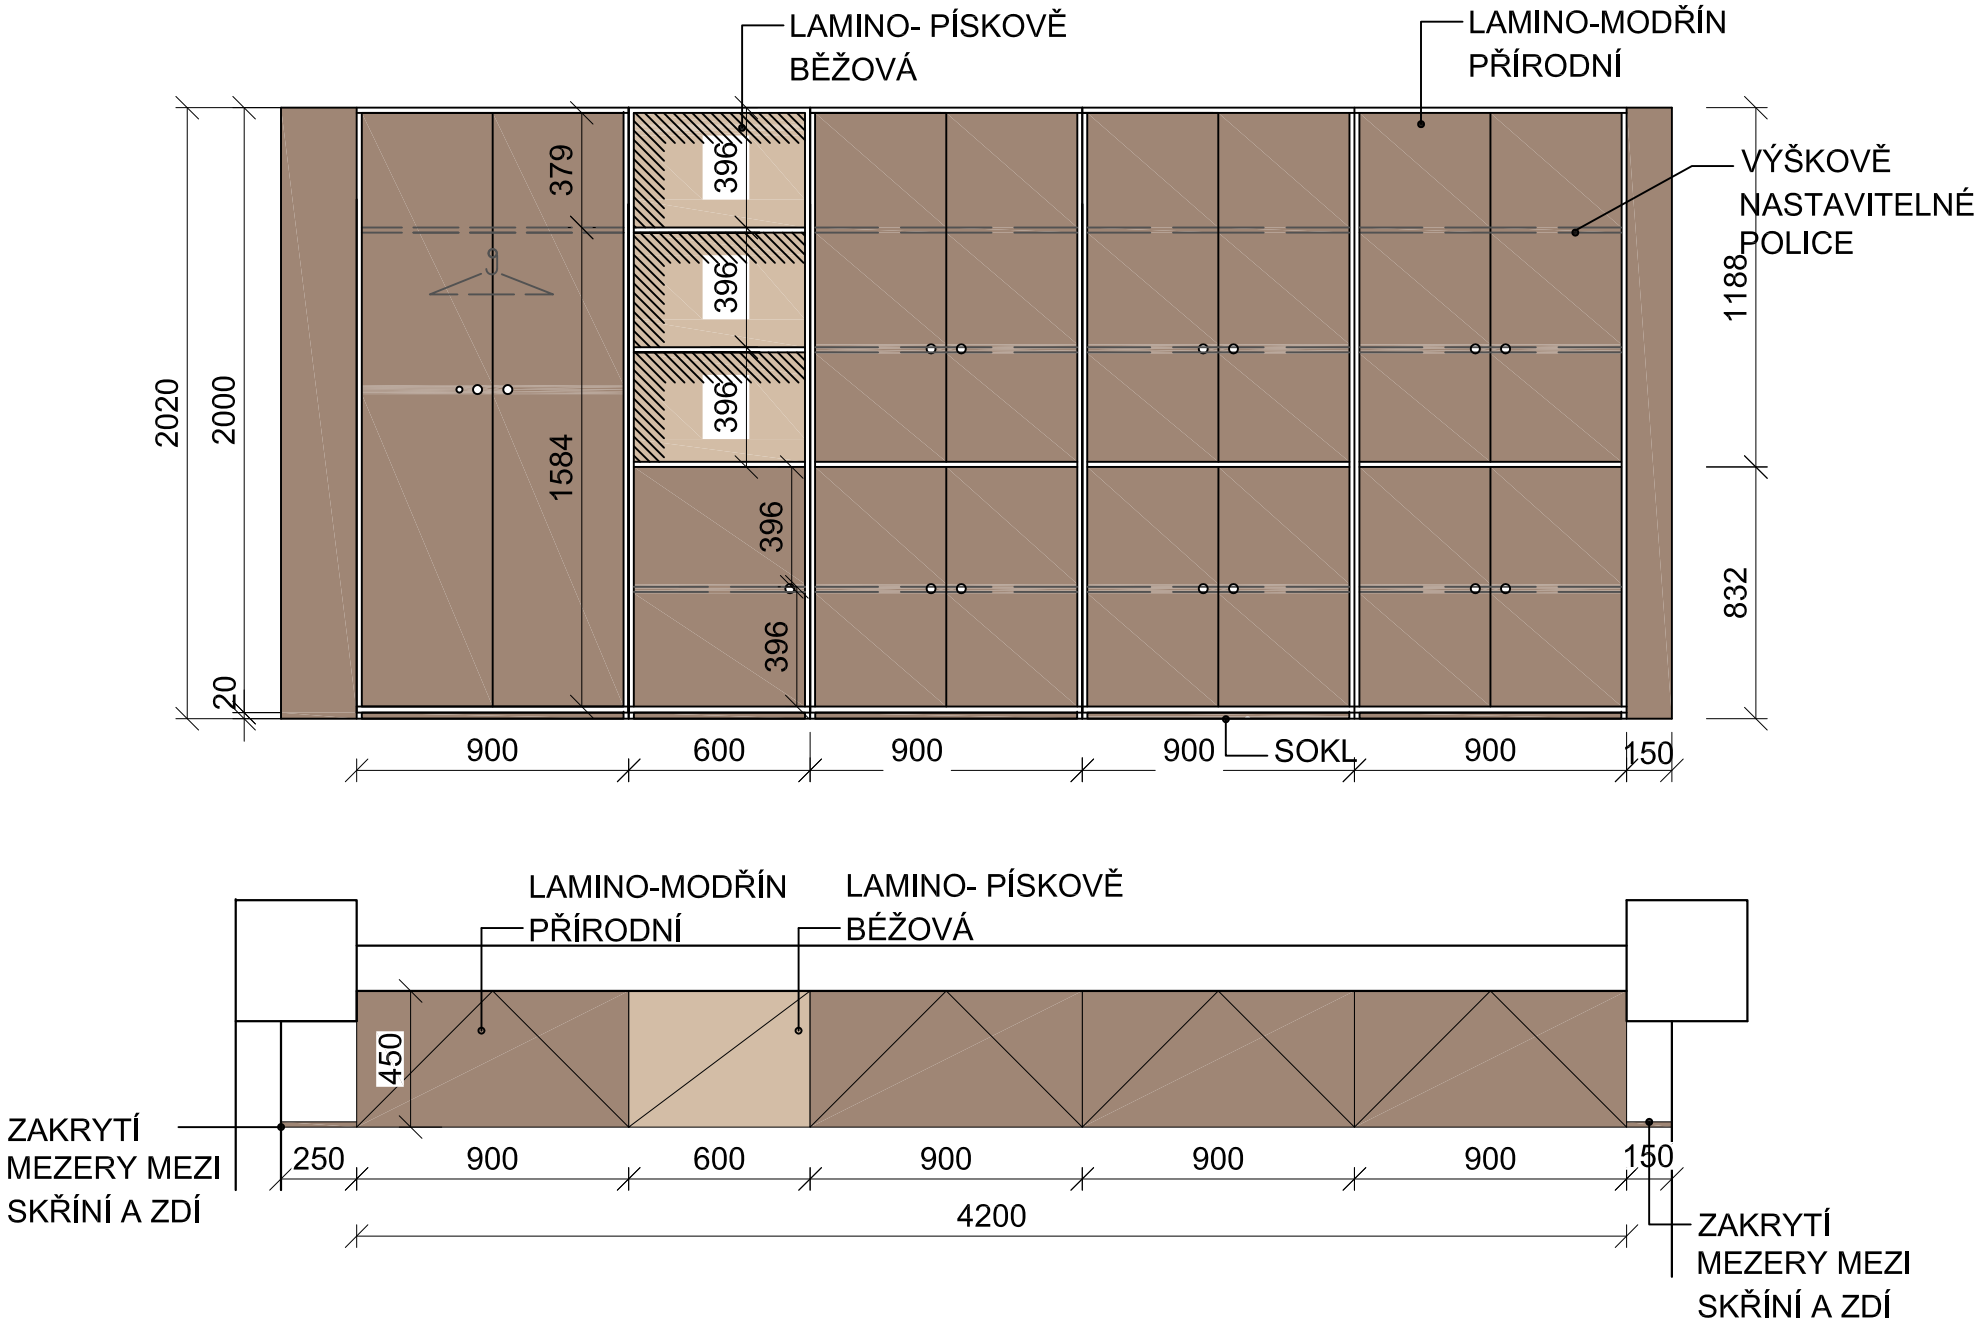 LAMINO- PÍSKOVĚ
BĚŽOVÁ
LAMINO-MODŘÍN
PŘÍRODNÍ
VÝŠKOVĚ
NASTAVITELNÉ
POLICE
379
396
396
396
1188
2020
2000
1584
396
396
832
20
900
600
900
900
SOKL
900
150
LAMINO-MODŘÍN
PŘÍRODNÍ
LAMINO- PÍSKOVĚ
BÉŽOVÁ
450
ZAKRYTÍ
MEZERY MEZI
SKŘÍNÍ A ZDÍ
250
900
600
900
900
900
150
4200
ZAKRYTÍ
MEZERY MEZI
SKŘÍNÍ A ZDÍ